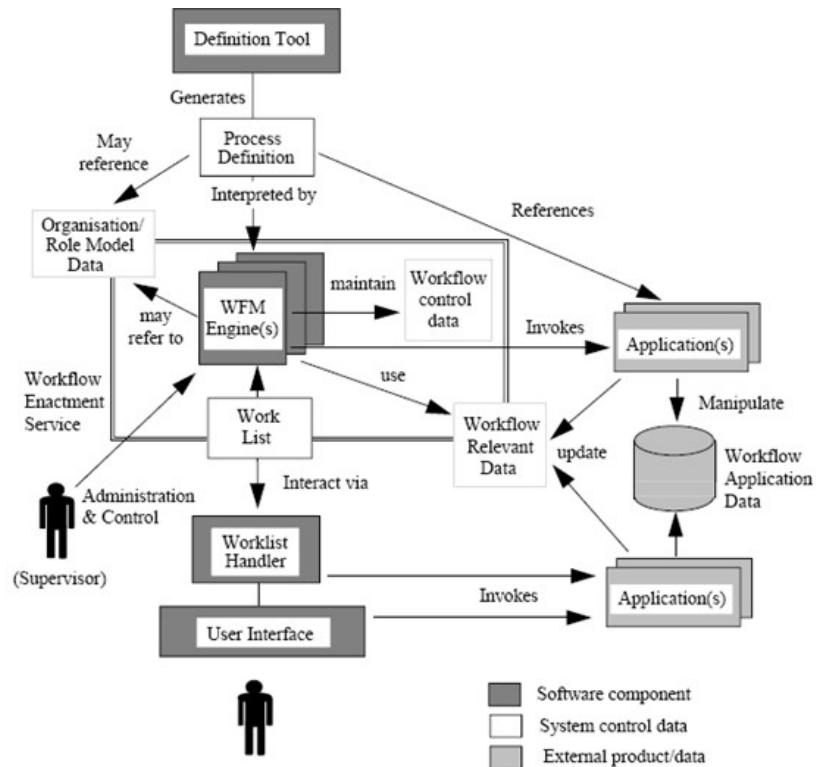 Definition Tool
Generates
May
reference
Process
Definition
Interpreted by
References
Organisation/
Role Model
Data
WFM
Engine(s)
maintain
Workflow
control
data
may
refer to
Invokes
Application(s)
Workflow
Enactment
Service
use
Work
List
Workflow
Relevant
Data
update
Manipulate
Workflow
Application
Data
Interact via
Administration
& Control
(Supervisor)
Worklist
Handler
Invokes
Application(s)
User Interface
Software component
System control data
External product/data